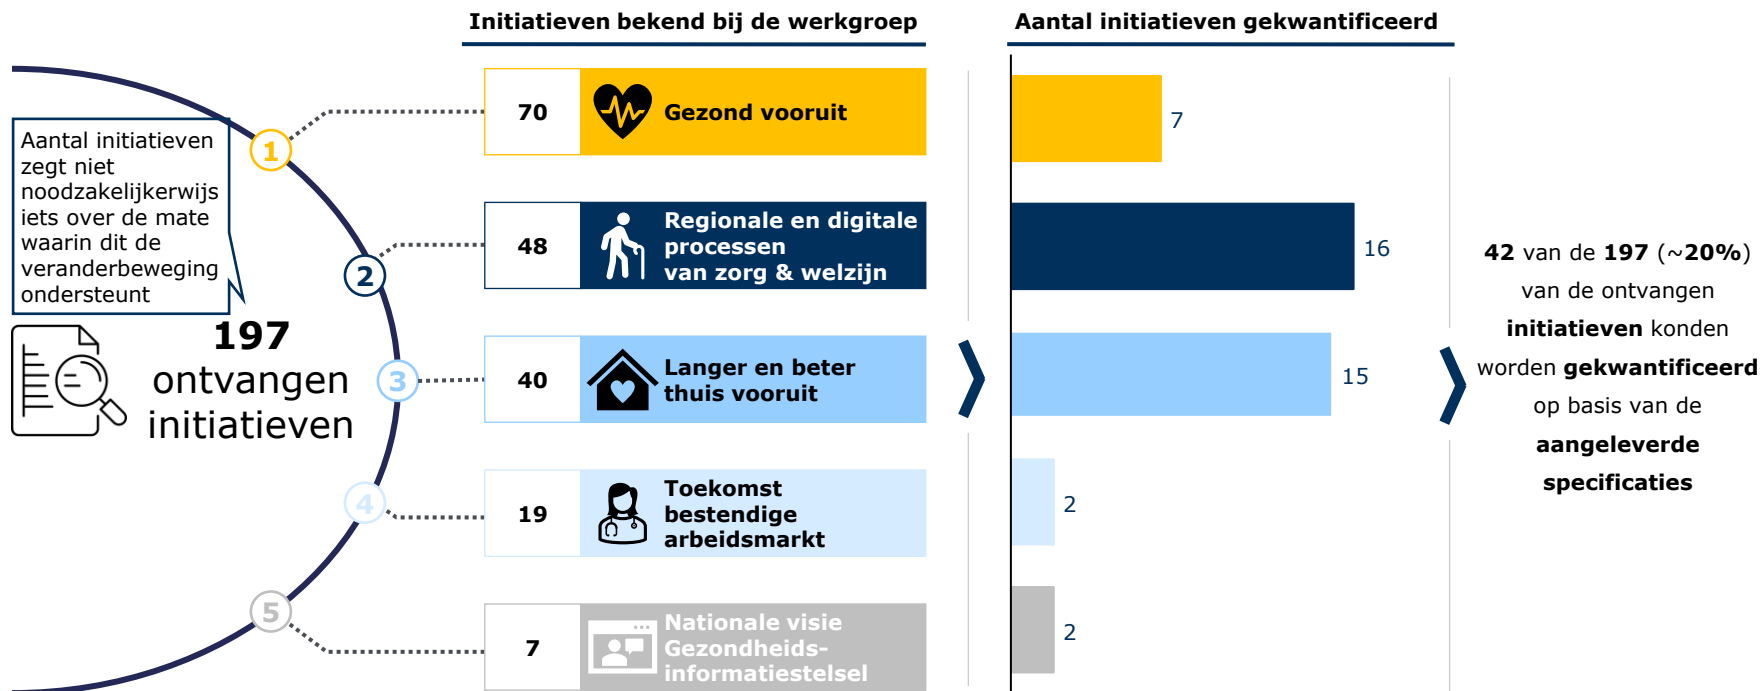 Initiatieven bekend bij de werkgroep
Aantal initiatieven gekwantificeerd
Aantal initiatieven
zegt niet
noodzakelijkerwijs
iets over de mate
waarin dit de
veranderbeweging
ondersteunt
197
ontvangen
initiatieven
1
70
Gezond vooruit
7
2
48
Regionale en digitale
processen
van zorg & welzijn
16
3
40
Langer en beter
thuis vooruit
15
4
19
Toekomst
bestendige
arbeidsmarkt
2
5
7
Nationale visie
Gezondheids-
informatiestelsel
2
42 van de 197 (~20%)
van de ontvangen
initiatieven konden
worden gekwantificeerd
op basis van de
aangeleverde
specificaties